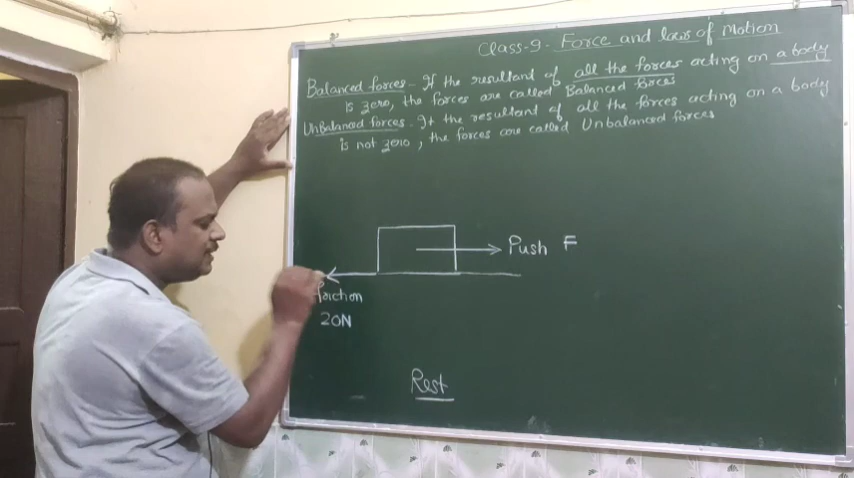 Class-9. Force and laws of Motion
Balanced forces - If the resultant of all the forces acting on a body
is zero, the forces are called Balanced forces
Unbalanced forces - If the resultant of all the forces acting on a body
is not zero, the forces are called Unbalanced forces
Push F
friction
20N
Rest